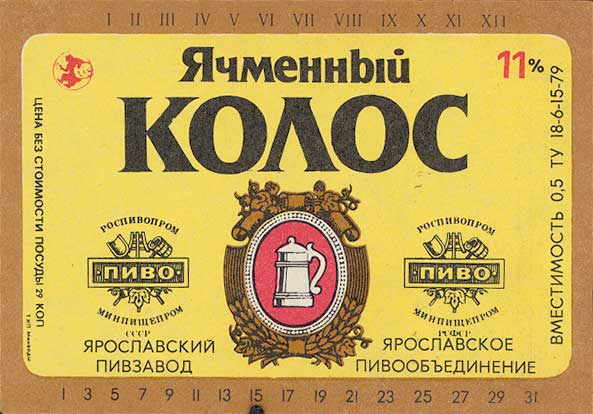 I II III IV V VI VII VIII IX X XI XII
Ячменный
КОЛОС
11%
ЦЕНА БЕЗ СТОИМОСТИ ПОСУДЫ 29 КОП
ВМЕСТИМОСТЬ 0,5 ТУ 18-6-15-79
РОСПИВОПРОМ
ПИВО
МИНПИЩЕПРОМ
СССР
ЯРОСЛАВСКИЙ
ПИВЗАВОД
РОСПИВОПРОМ
ПИВО
МИНПИЩЕПРОМ
РСФСР
ЯРОСЛАВСКОЕ
ПИВООБЪЕДИНЕНИЕ
1 3 5 7 9 11 13 15 17 19 21 23 25 27 29 31